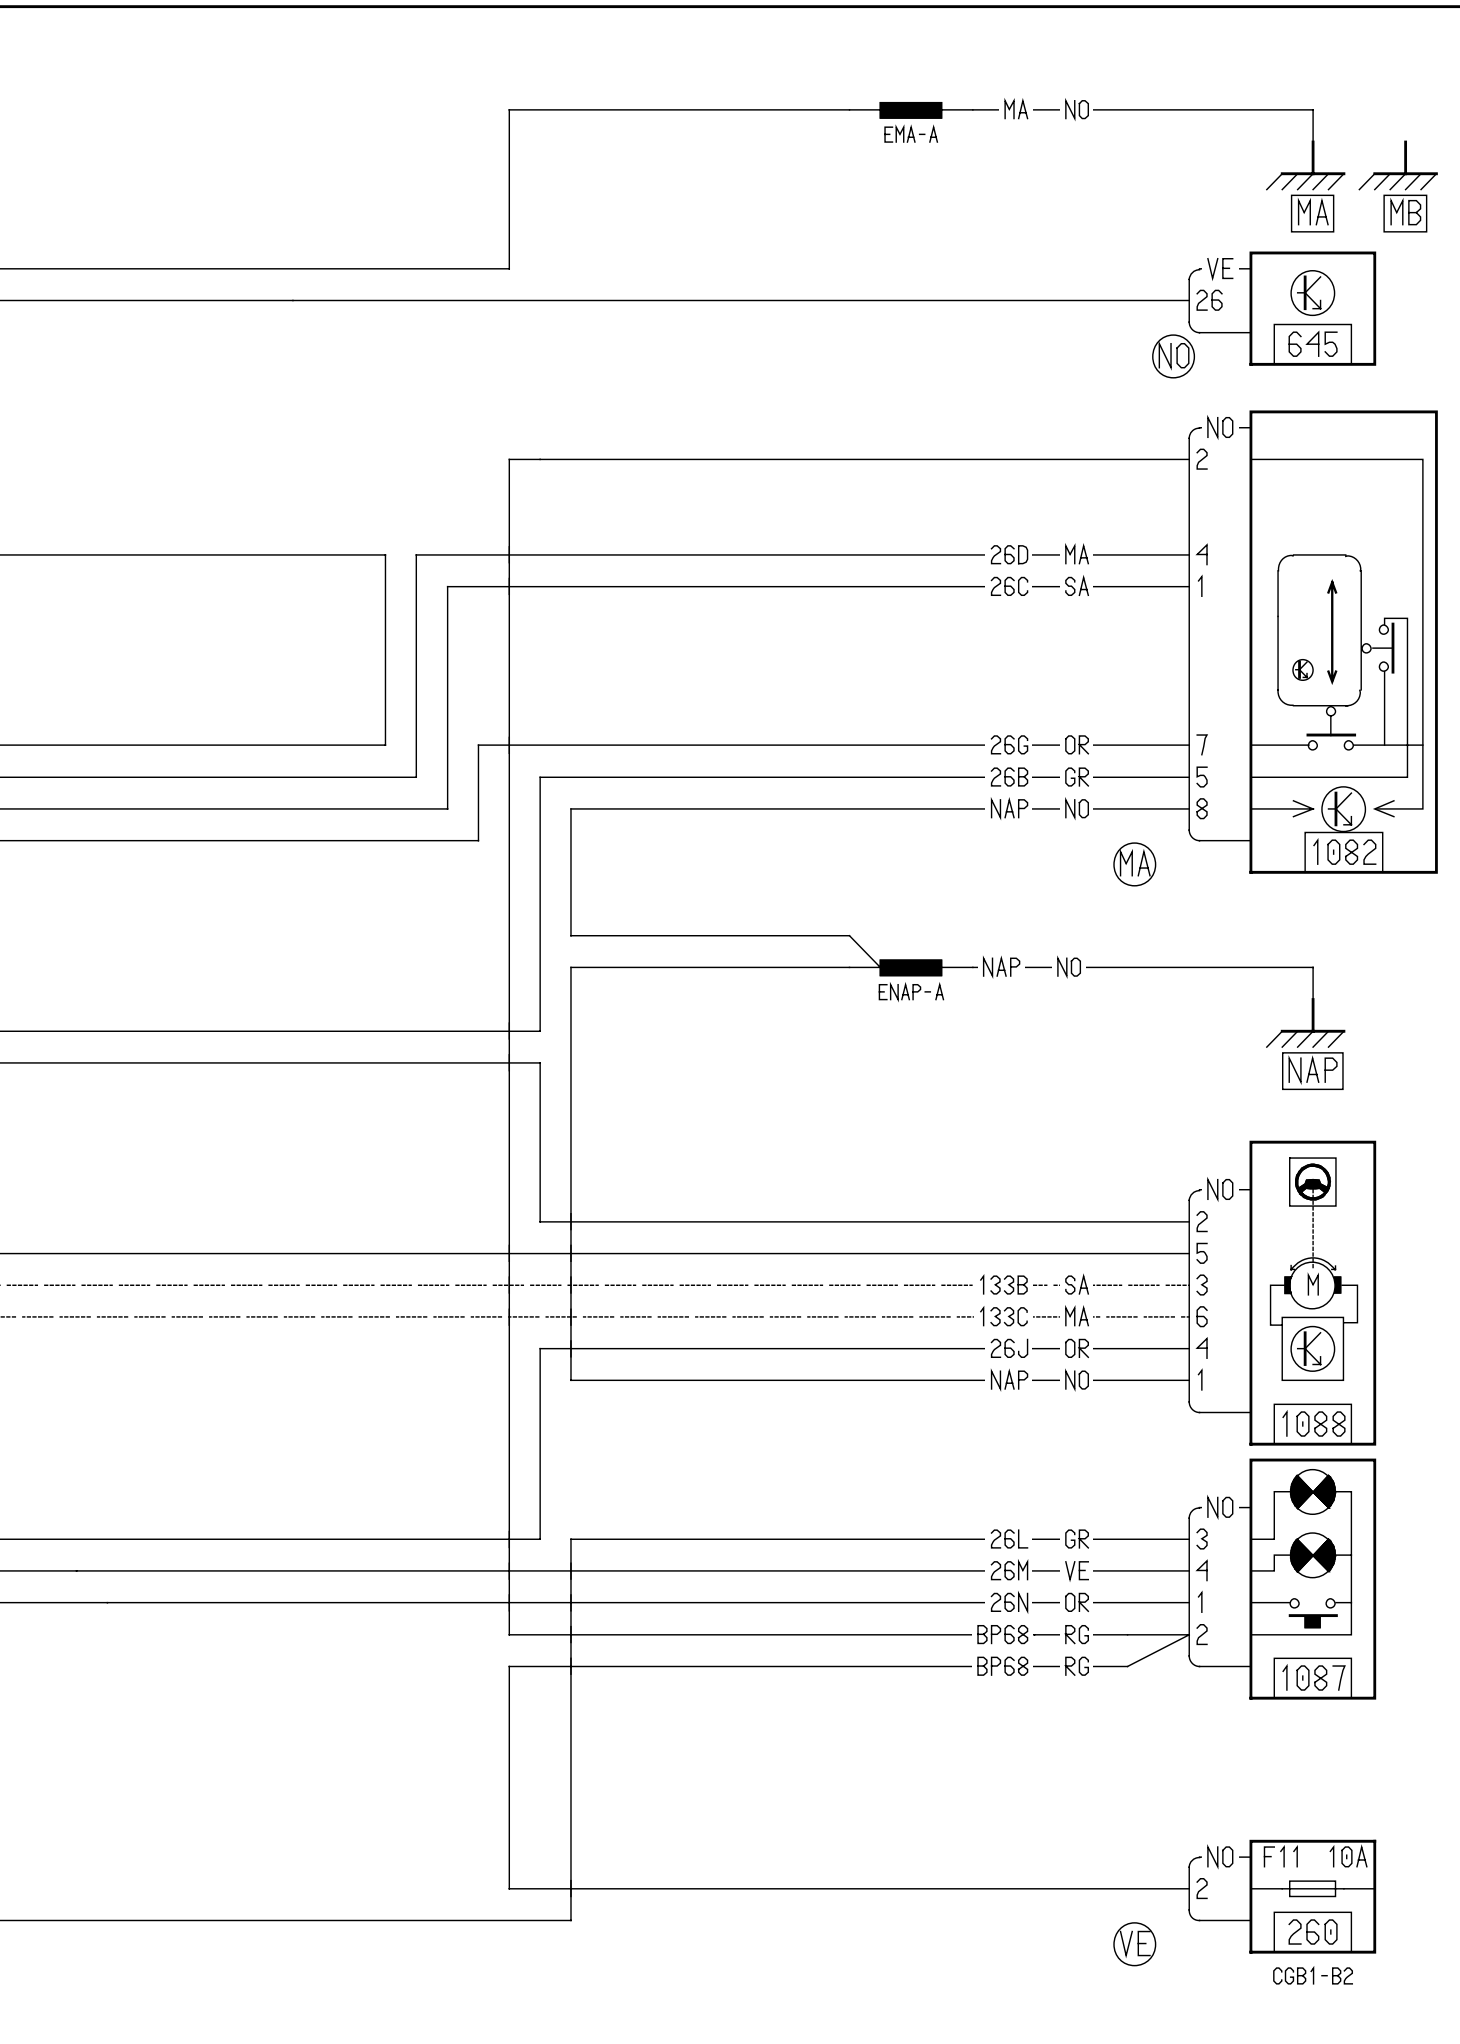 MA NO
EMA-A
MA MB
VE
26
645
NO
NO
2
26D MA 4
26C SA 1
26G OR 7
26B GR 5
NAP NO 8
1082
MA
NAP NO
ENAP-A
NAP
NO
2
5
133B SA 3
M
133C MA 6
26J OR 4
NAP NO 1
1088
NO
26L GR 3
26M VE 4
26N OR 1
BP68 RG 2
BP68 RG
1087
NO F11 10A
2
260
VE
CGB1-B2